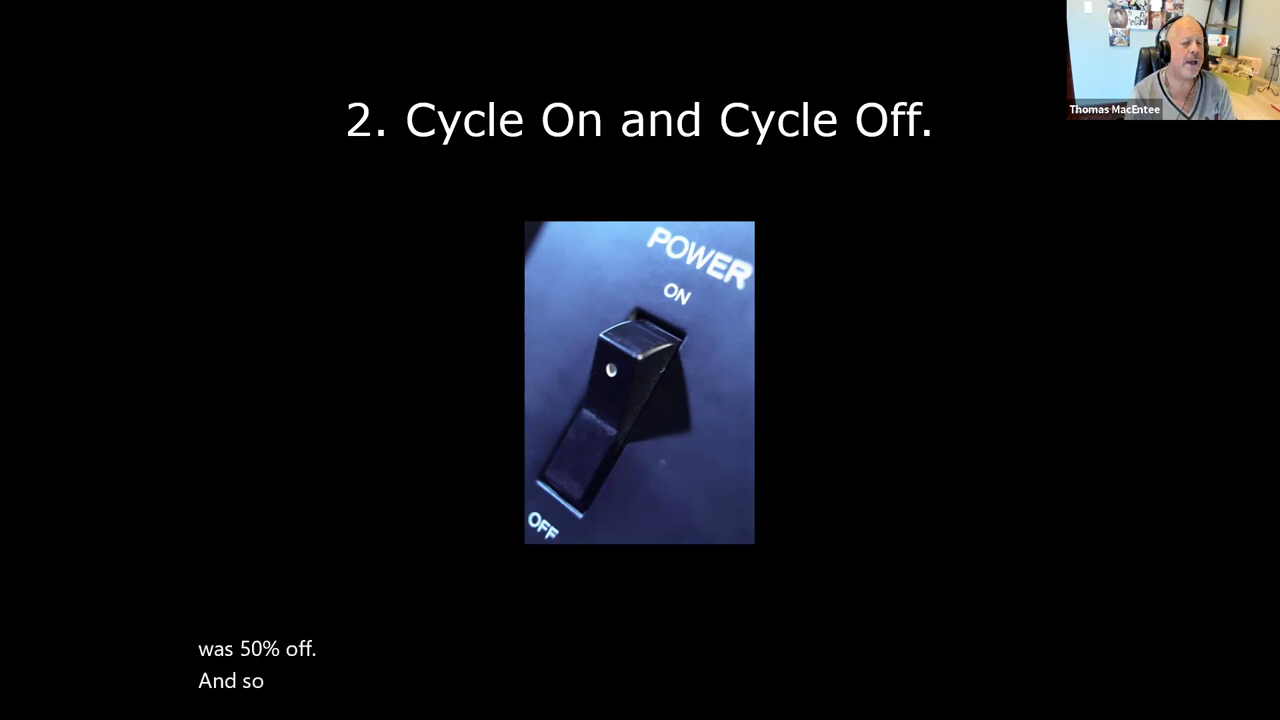 Thomas MacEntee
2. Cycle On and Cycle Off.
POWER
ON
OFF
was 50% off.
And so